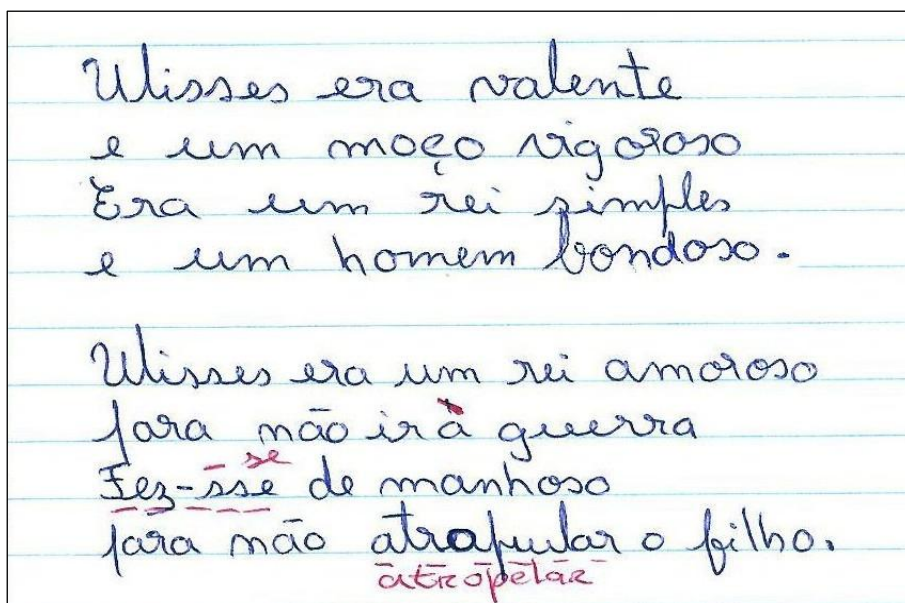 Ulisses era valente
e um moço vigoroso
Era um rei simples
e um homem bondoso.
Ulisses era um rei amoroso
para não ir à guerra
-se
Fez-sse de manhoso
para não atrapular o filho.
atropelar